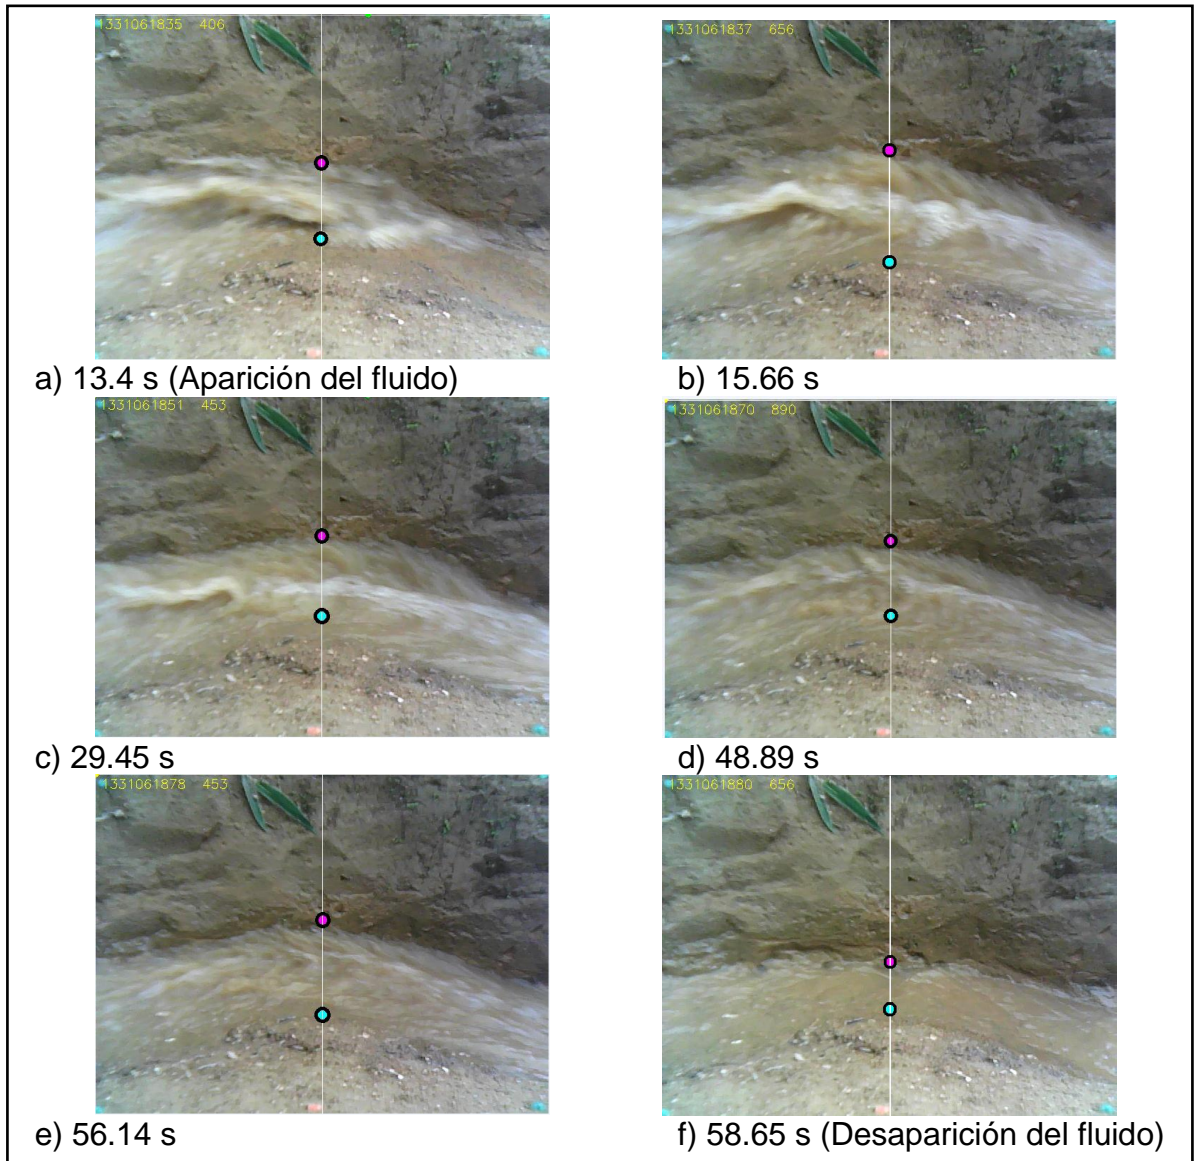 1331061835 406
1331061837 656
a) 13.4 s (Aparición del fluido)
b) 15.66 s
1331061851 453
1331061870 890
c) 29.45 s
d) 48.89 s
1331061878 453
1331061880 656
e) 56.14 s
f) 58.65 s (Desaparición del fluido)